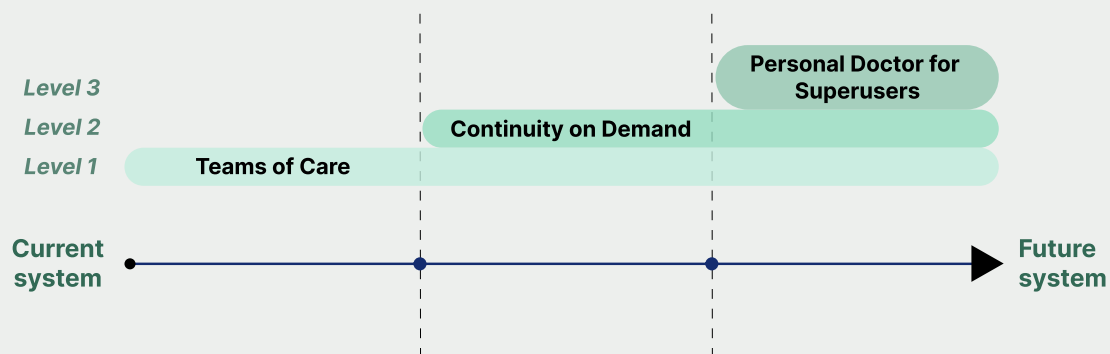 Personal Doctor for
Superusers
Level 3
Level 2
Continuity on Demand
Level 1
Teams of Care
Current
system
Future
system